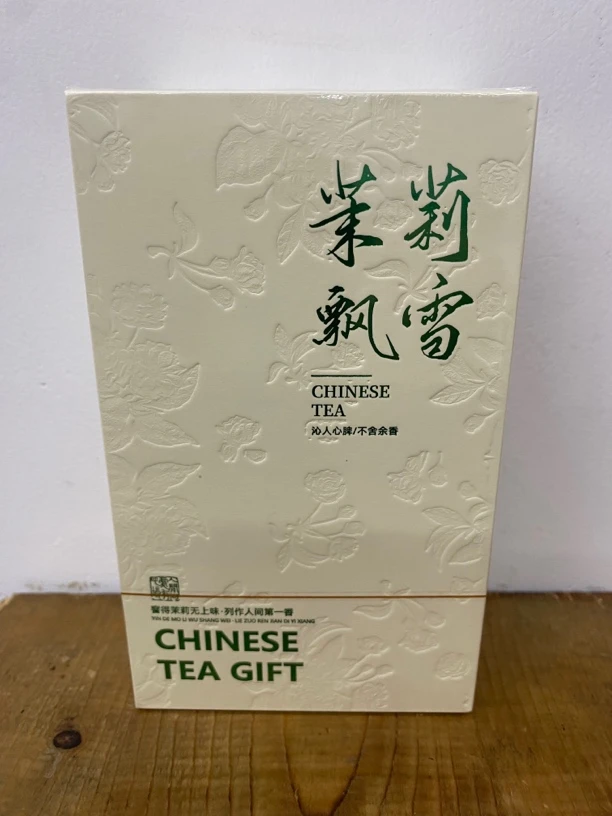 茉莉
飘雪
CHINESE
TEA
沁人心脾/不舍余香
窨得茉莉无上味·列作人间第一香
YIN DE MO LI WU SHANG WEI · LIE ZUO REN JIAN DI YI XIANG
CHINESE
TEA GIFT